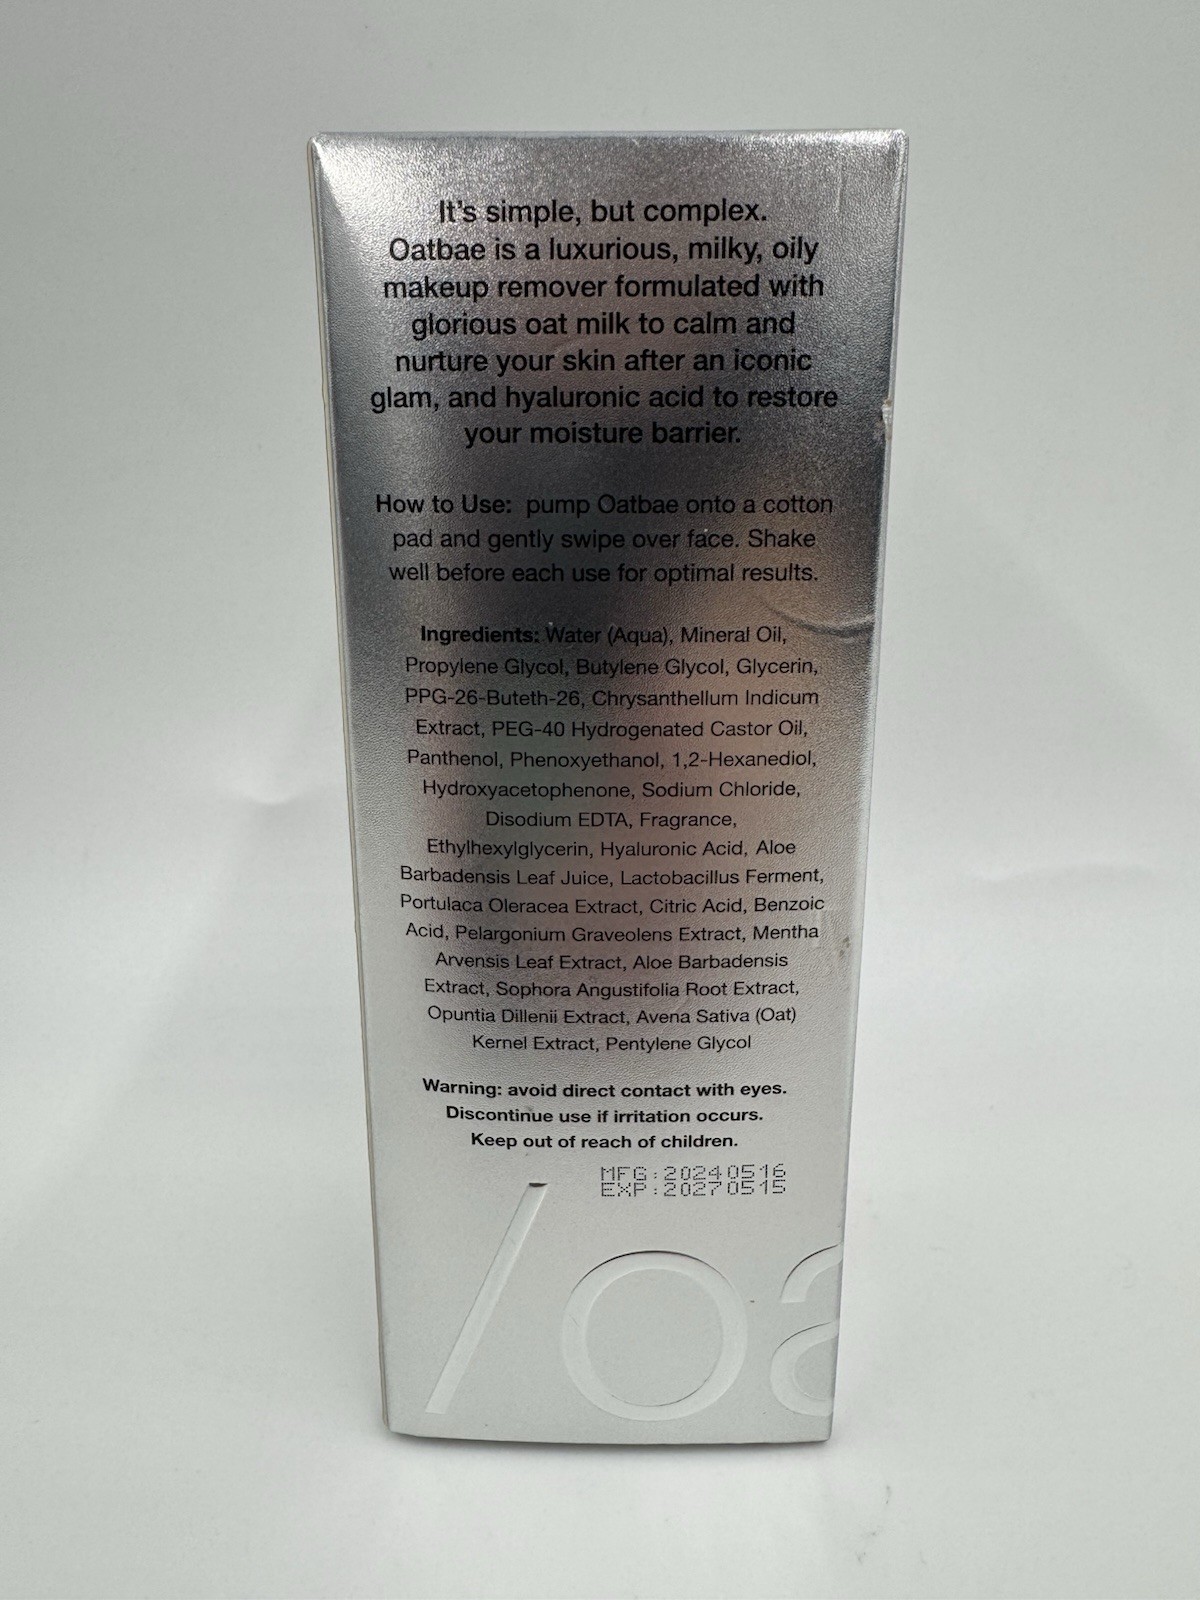 It's simple, but complex.
Oatbae is a luxurious, milky, oily
makeup remover formulated with
glorious oat milk to calm and
nurture your skin after an iconic
glam, and hyaluronic acid to restore
your moisture barrier.
How to Use: pump Oatbae onto a cotton
pad and gently swipe over face. Shake
well before each use for optimal results.
Ingredients: Water (Aqua), Mineral Oil,
Propylene Glycol, Butylene Glycol, Glycerin,
PPG-26-Buteth-26, Chrysanthellum Indicum
Extract, PEG-40 Hydrogenated Castor Oil,
Panthenol, Phenoxyethanol, 1,2-Hexanediol,
Hydroxyacetophenone, Sodium Chloride,
Disodium EDTA, Fragrance,
Ethylhexylglycerin, Hyaluronic Acid, Aloe
Barbadensis Leaf Juice, Lactobacillus Ferment,
Portulaca Oleracea Extract, Citric Acid, Benzoic
Acid, Pelargonium Graveolens Extract, Mentha
Arvensis Leaf Extract, Aloe Barbadensis
Extract, Sophora Angustifolia Root Extract,
Opuntia Dillenii Extract, Avena Sativa (Oat)
Kernel Extract, Pentylene Glycol
Warning: avoid direct contact with eyes.
Discontinue use if irritation occurs.
Keep out of reach of children.
MFG:20240516
EXP:20270515
/oa